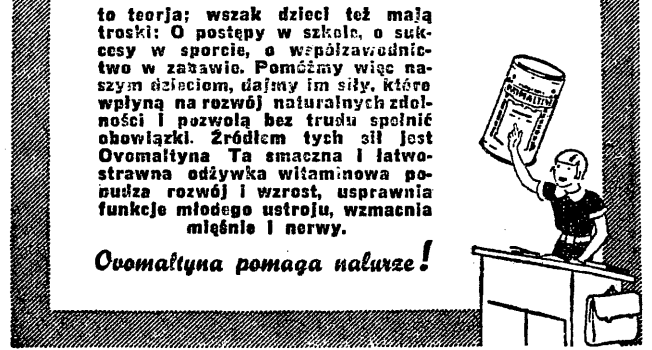 to teorja; wszak dzieci też mają
troski: O postępy w szkole, o suk-
cesy w sporcie, o współzawodnic-
two w zabawie. Pomóżmy więc na-
szym dzieciom, dajmy im siły, które
wpłyną na rozwój naturalnych zdol-
ności i pozwolą bez trudu spełnić
obowiązki. Źródłem tych sił jest
Ovomaltyna Ta smaczna i łatwo-
strawna odżywka witaminowa po-
budza rozwój i wzrost, usprawnia
funkcje młodego ustroju, wzmacnia
mięśnie i nerwy.
Ovomaltyna pomaga naturze!
OVOMALTINE